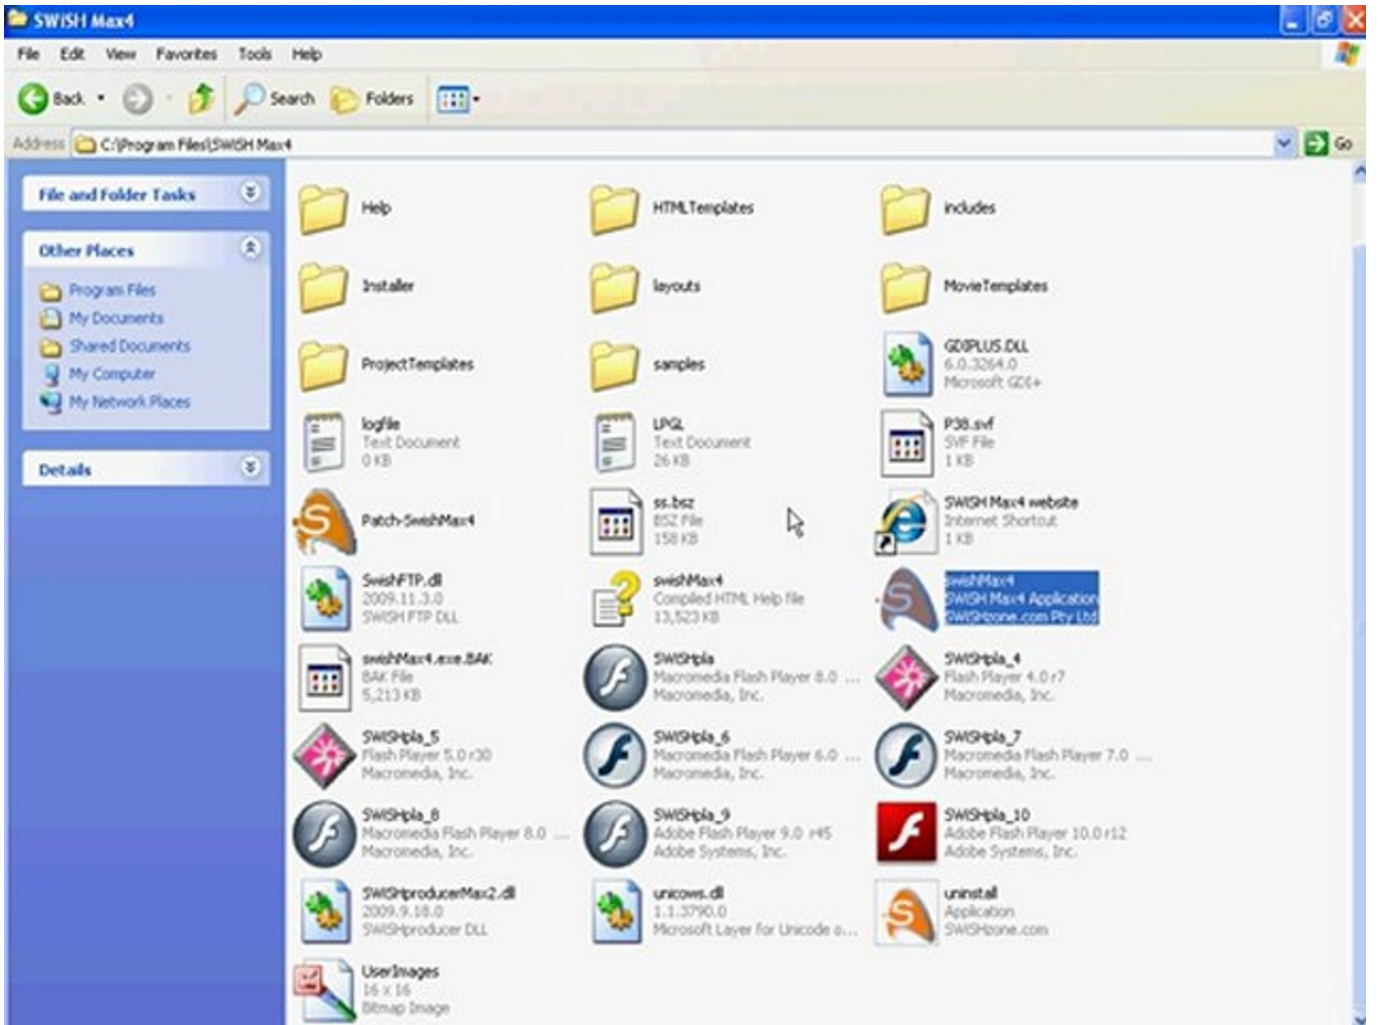 SWiSH Max4
File Edit View Favorites Tools Help
Back Search Folders
Address C:\Program Files\SWiSH Max4 Go
File and Folder Tasks
Other Places
Program Files
My Documents
Shared Documents
My Computer
My Network Places
Details
Help
HTMLTemplates
includes
Installer
layouts
MovieTemplates
ProjectTemplates
samples
GDIPLUS.DLL
6.0.3264.0
Microsoft GDI+
logfile
Text Document
0 KB
LPGL
Text Document
26 KB
P38.svf
SVF File
1 KB
Patch-SwishMax4
ss.bsz
BSZ File
158 KB
SWiSH Max4 website
Internet Shortcut
1 KB
SwishFTP.dll
2009.11.3.0
SWiSH FTP DLL
swishMax4
Compiled HTML Help file
13,523 KB
swishMax4
SWiSH Max4 Application
SWiSHzone.com Pty Ltd
swishMax4.exe.BAK
BAK File
5,213 KB
SWiSHpla
Macromedia Flash Player 8.0 ...
Macromedia, Inc.
SWiSHpla_4
Flash Player 4.0 r7
Macromedia, Inc.
SWiSHpla_5
Flash Player 5.0 r30
Macromedia, Inc.
SWiSHpla_6
Macromedia Flash Player 6.0 ...
Macromedia, Inc.
SWiSHpla_7
Macromedia Flash Player 7.0 ...
Macromedia, Inc.
SWiSHpla_8
Macromedia Flash Player 8.0 ...
Macromedia, Inc.
SWiSHpla_9
Adobe Flash Player 9.0 r45
Adobe Systems, Inc.
SWiSHpla_10
Adobe Flash Player 10.0 r12
Adobe Systems, Inc.
SWiSHproducerMax2.dll
2009.9.18.0
SWiSHproducer DLL
unicows.dll
1.1.3790.0
Microsoft Layer for Unicode o...
uninstall
Application
SWiSHzone.com
UserImages
16 x 16
Bitmap Image